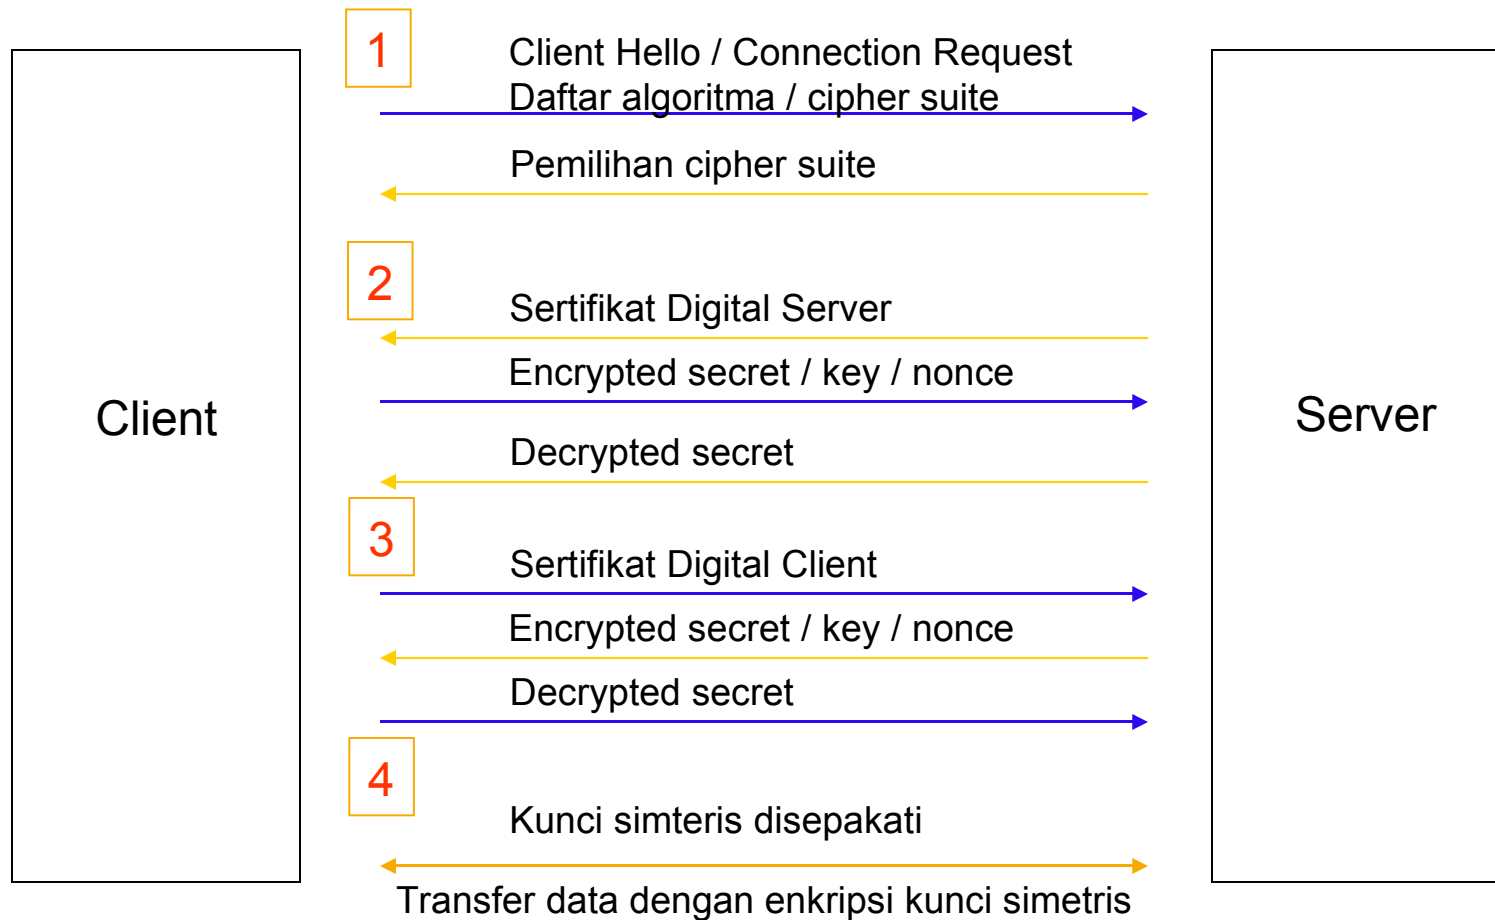 1
Client Hello / Connection Request
Daftar algoritma / cipher suite
Pemilihan cipher suite
2
Sertifikat Digital Server
Encrypted secret / key / nonce
Client
Server
Decrypted secret
3
Sertifikat Digital Client
Encrypted secret / key / nonce
Decrypted secret
4
Kunci simteris disepakati
Transfer data dengan enkripsi kunci simetris